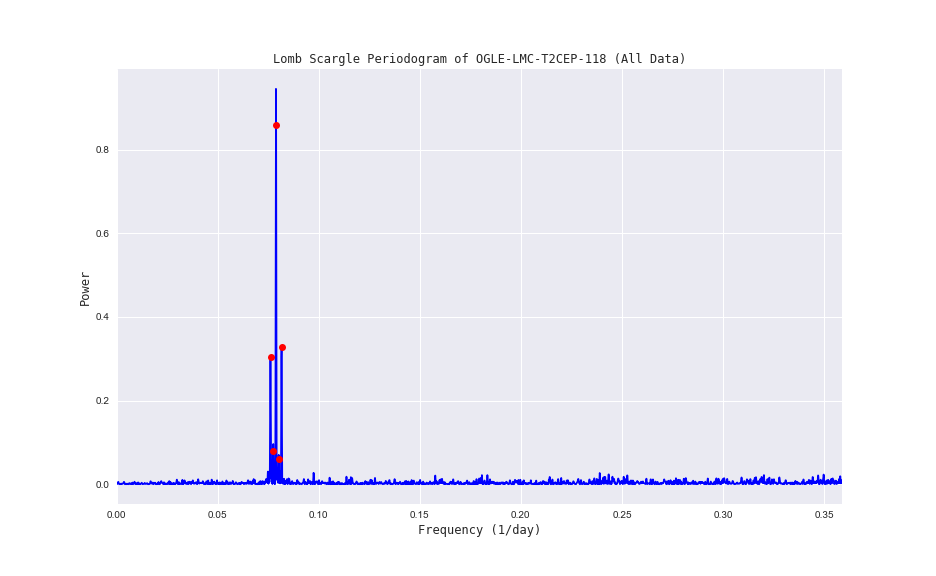 Lomb Scargle Periodogram of OGLE-LMC-T2CEP-118 (All Data)
0.8
0.6
0.4
0.2
0.0
Power
0.00 0.05 0.10 0.15 0.20 0.25 0.30 0.35
Frequency (1/day)